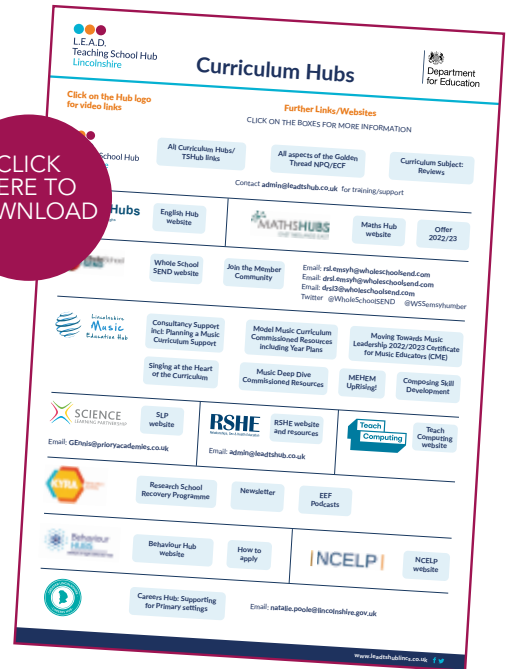 L.E.A.D.
Teaching School Hub
Lincolnshire
Curriculum Hubs
Department
for Education
Click on the Hub logo
for video links
Further Links/Websites
CLICK ON THE BOXES FOR MORE INFORMATION
CLICK
ERE TO
WNLOAD
School Hub
All Curriculum Hubs/
TSHub links
All aspects of the Golden
Thread NPQ/ECF
Curriculum Subject:
Reviews
Contact admin@leadtshub.co.uk for training/support
Hubs
English Hub
website
MATHSHUBS
Maths Hub
website
Offer
2022/23
Whole School
SEND website
Join the Member
Community
Email: rsl.emsyh@wholeschoolsend.com
Email: drsl.emsyh@wholeschoolsend.com
Email: drsl3@wholeschoolsend.com
Twitter @WholeSchoolSEND @WSSemsyhumber
Lincolnshire
Music
Education Hub
Consultancy Support
incl: Planning a Music
Curriculum Support
Model Music Curriculum
Commissioned Resources
including Year Plans
Moving Towards Music
Leadership 2022/2023 Certificate
for Music Educators (CME)
Singing at the Heart
of the Curriculum
Music Deep Dive
Commissioned Resources
MEHEM
UpRising!
Composing Skill
Development
SCIENCE
LEARNING PARTNERSHIP
SLP
website
Email: GEnnis@prioryacademies.co.uk
RSHE
RSHE website
and resources
Email: admin@leadtshub.co.uk
Teach
Computing
Teach
Computing
website
KYRA
Research School
Recovery Programme
Newsletter
EEF
Podcasts
Behaviour
HUBS
Behaviour Hub
website
How to
apply
NCELP
NCELP
website
Careers Hub: Supporting
for Primary settings
Email: natalie.poole@lincolnshire.gov.uk
www.leadtshublincs.co.uk